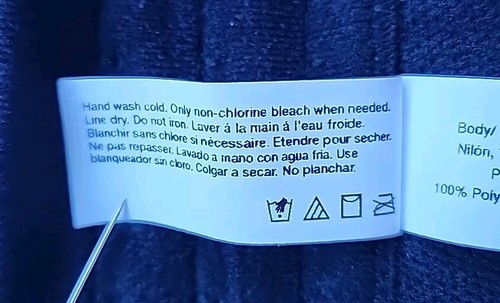 Hand wash cold. Only non-chlorine bleach when needed.
Line dry. Do not iron. Laver á la main á l'eau froide.
Blanchir sans chlore si nécessaire. Etendre pour secher.
Ne pas repasser. Lavado a mano con agua fria. Use
blanqueador sin cloro. Colgar a secar. No planchar.
Body/
Nilón,
P
100% Poly